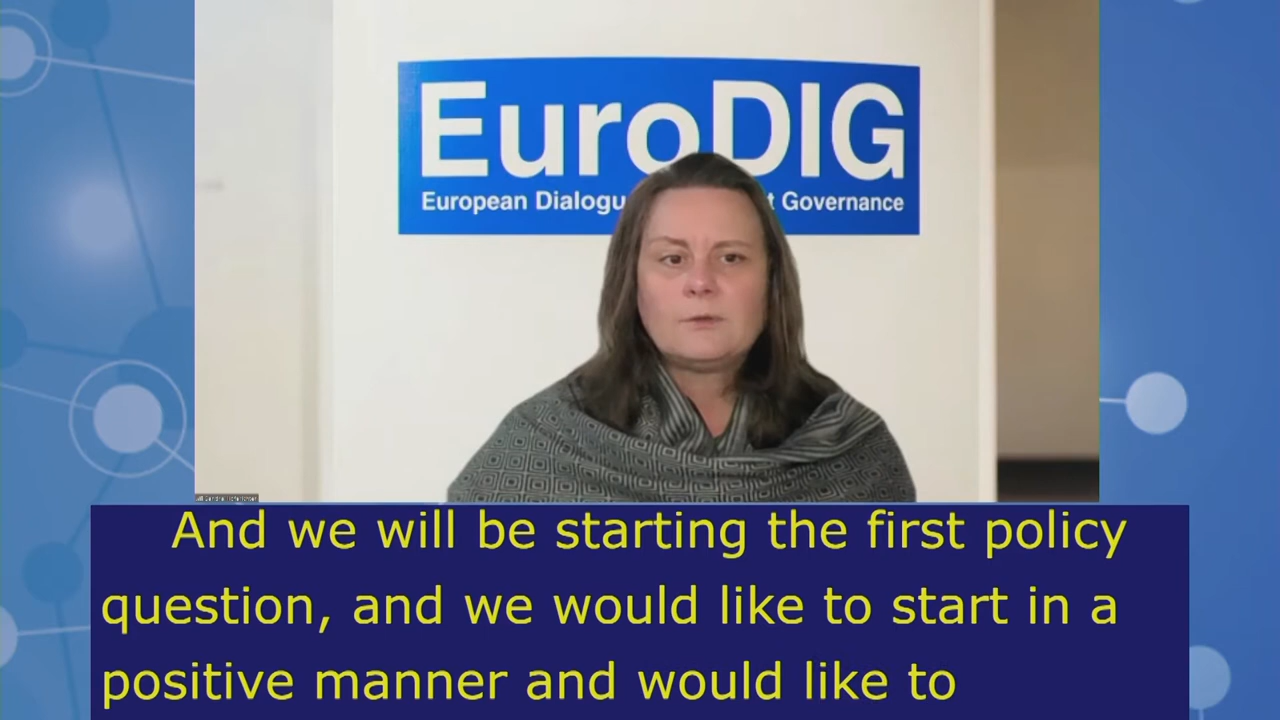 EuroDIG
European Dialogu t Governance
And we will be starting the first policy
question, and we would like to start in a
positive manner and would like to